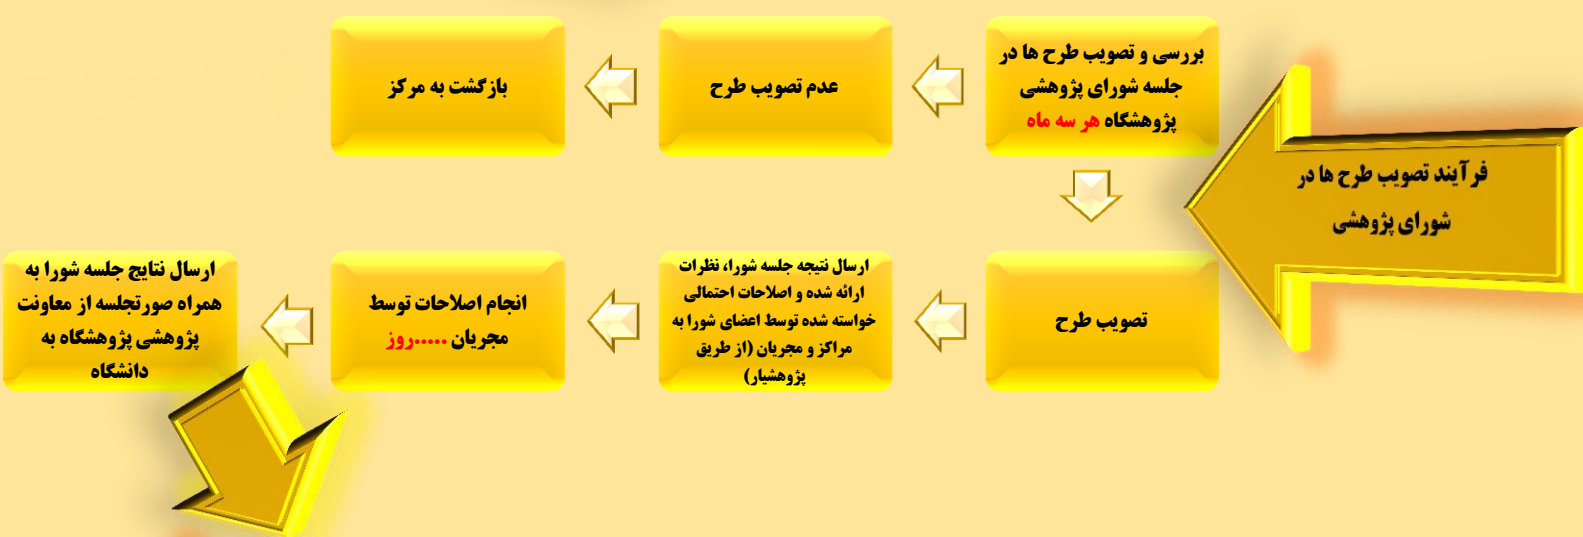 فرآیند تصویب طرح ها در
شورای پژوهشی
بررسی و تصویب طرح ها در
جلسه شورای پژوهشی
پژوهشگاه هر سه ماه
عدم تصویب طرح
بازگشت به مرکز
تصویب طرح
ارسال نتیجه جلسه شورا، نظرات
ارائه شده و اصلاحات احتمالی
خواسته شده توسط اعضای شورا به
مراکز و مجریان (از طریق
پژوهشیار)
انجام اصلاحات توسط
مجریان .....روز
ارسال نتایج جلسه شورا به
همراه صورتجلسه از معاونت
پژوهشی پژوهشگاه به
دانشگاه